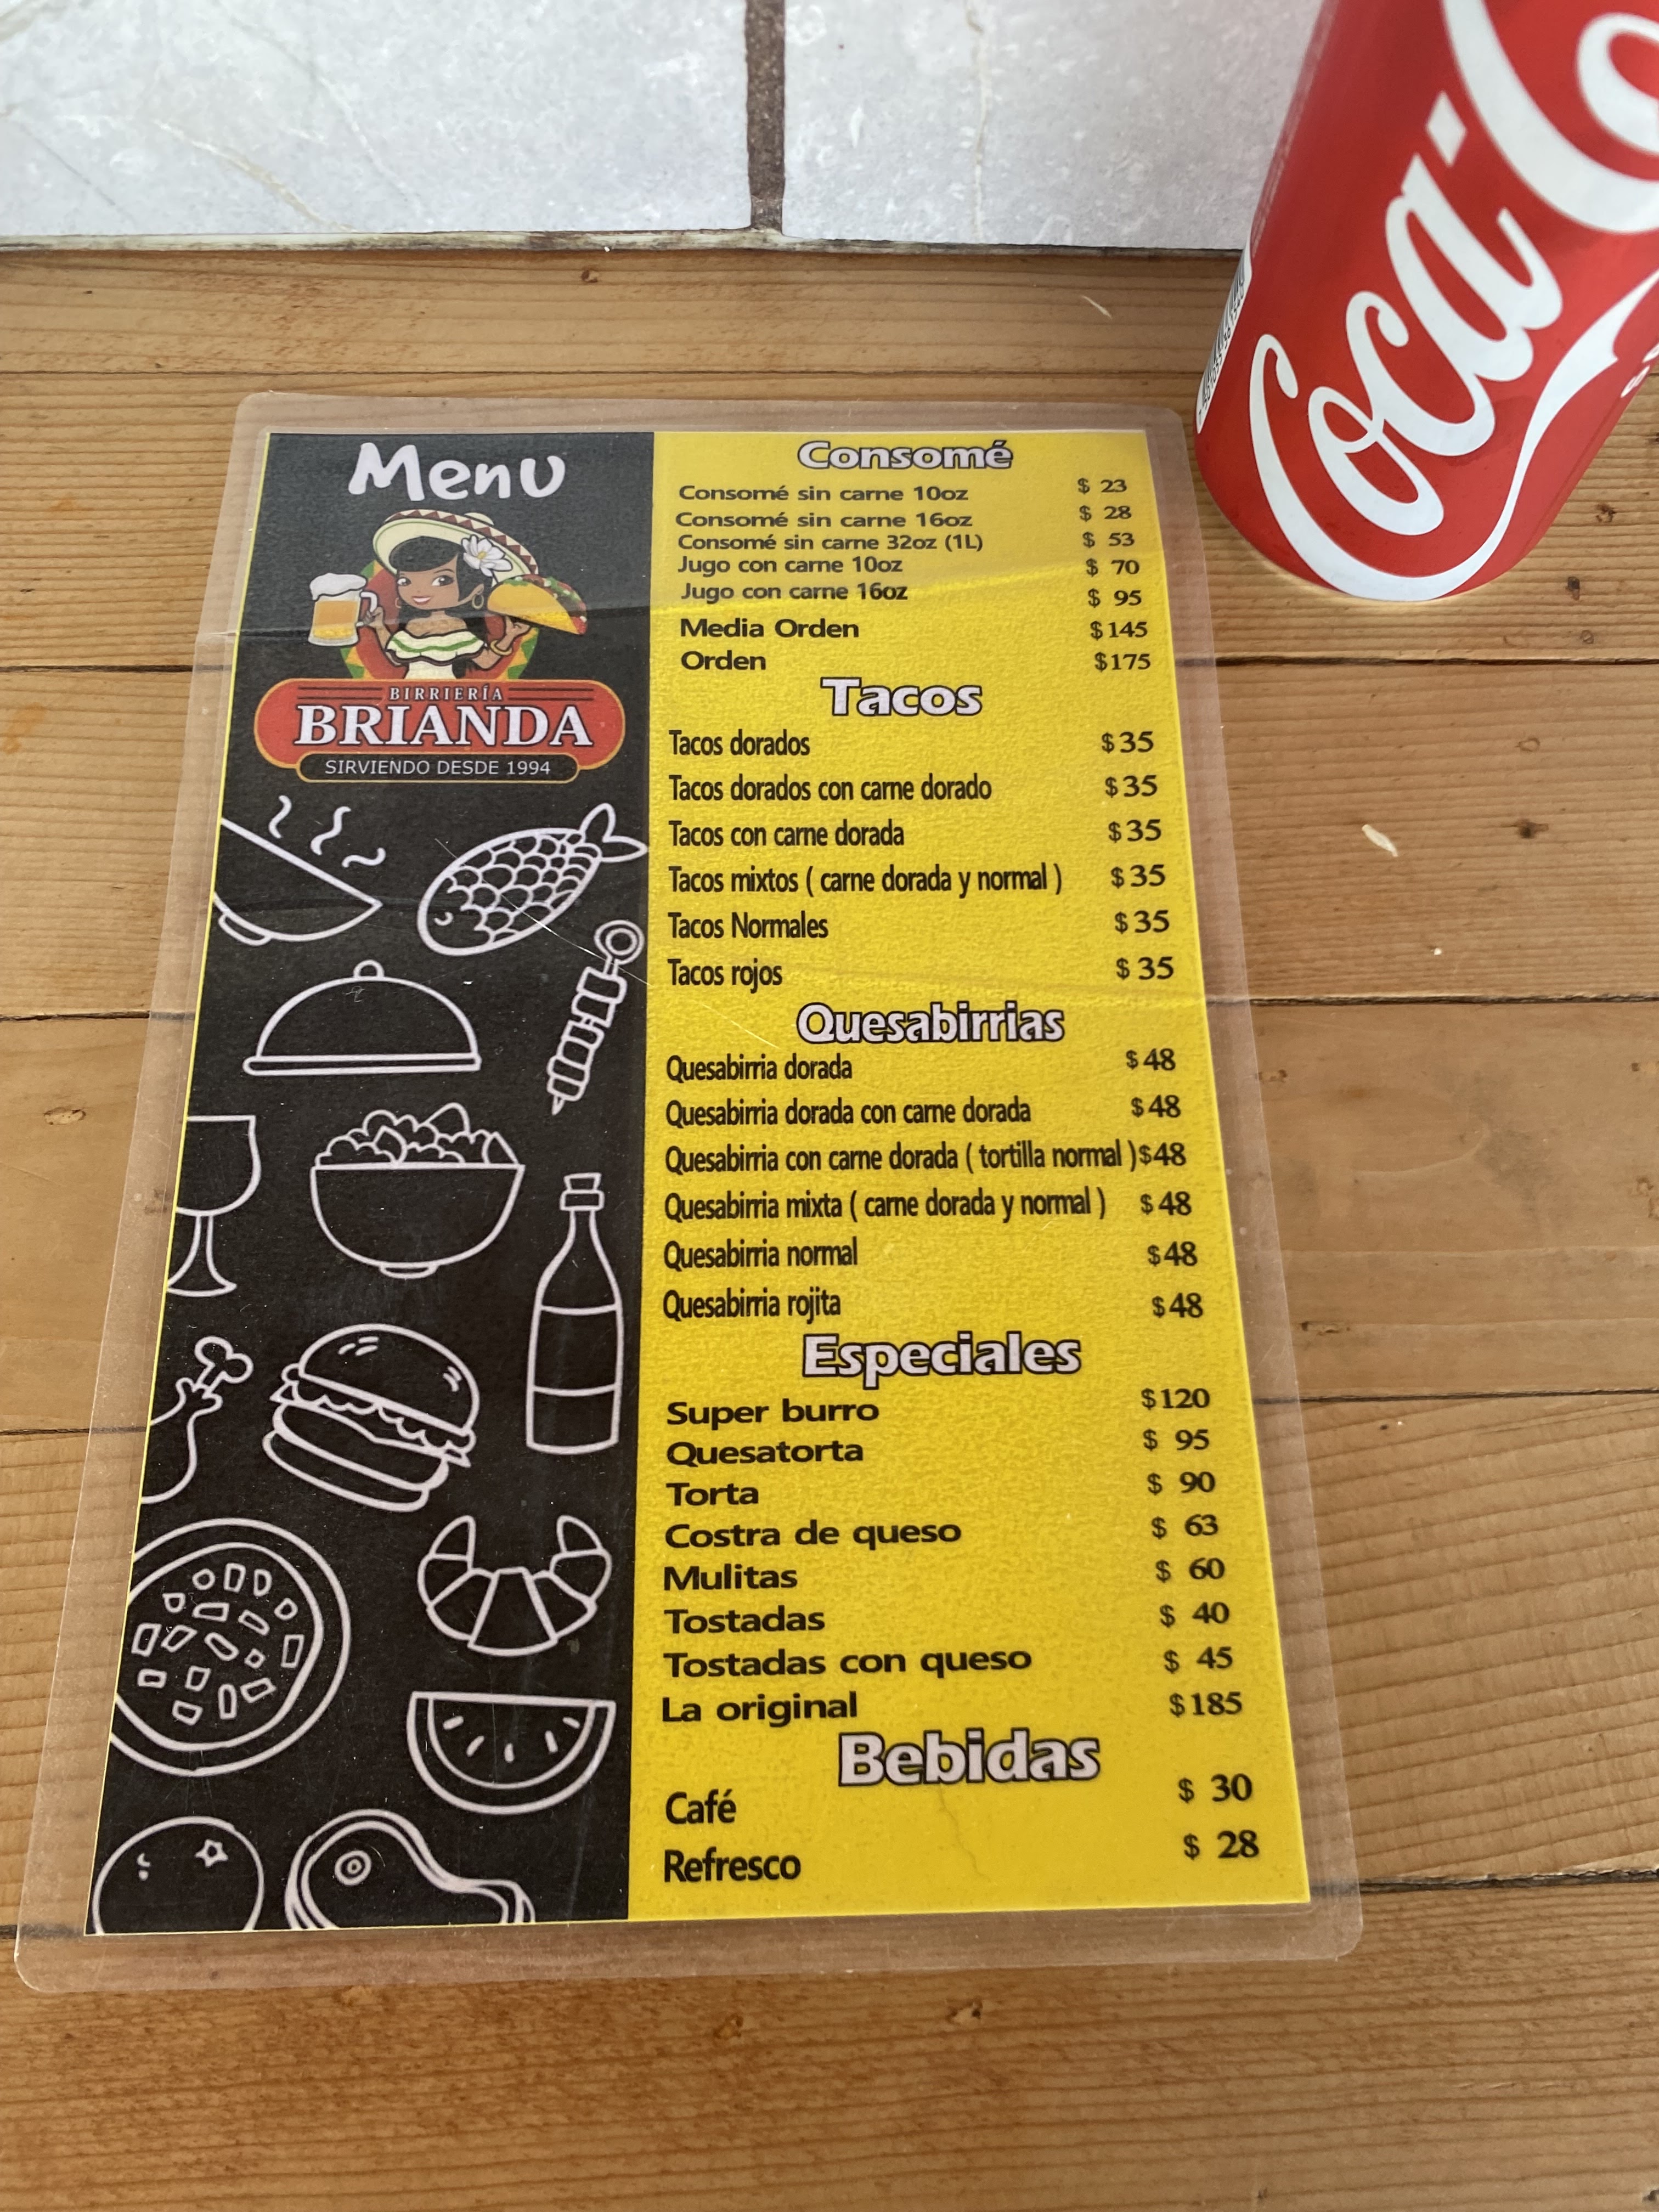 Menu
BIRRIERÍA
BRIANDA
SIRVIENDO DESDE 1994
Consomé
Consomé sin carne 10oz $ 23
Consomé sin carne 16oz $ 28
Consomé sin carne 32oz (1L) $ 53
Jugo con carne 10oz $ 70
Jugo con carne 16oz $ 95
Media Orden $145
Orden $175
Tacos
Tacos dorados $35
Tacos dorados con carne dorado $35
Tacos con carne dorada $35
Tacos mixtos ( carne dorada y normal ) $35
Tacos Normales $35
Tacos rojos $35
Quesabirrias
Quesabirria dorada $48
Quesabirria dorada con carne dorada $48
Quesabirria con carne dorada ( tortilla normal ) $48
Quesabirria mixta ( carne dorada y normal ) $48
Quesabirria normal $48
Quesabirria rojita $48
Especiales
Super burro $120
Quesatorta $ 95
Torta $ 90
Costra de queso $ 63
Mulitas $ 60
Tostadas $ 40
Tostadas con queso $ 45
La original $185
Bebidas
Café $ 30
Refresco $ 28
Coca-Co